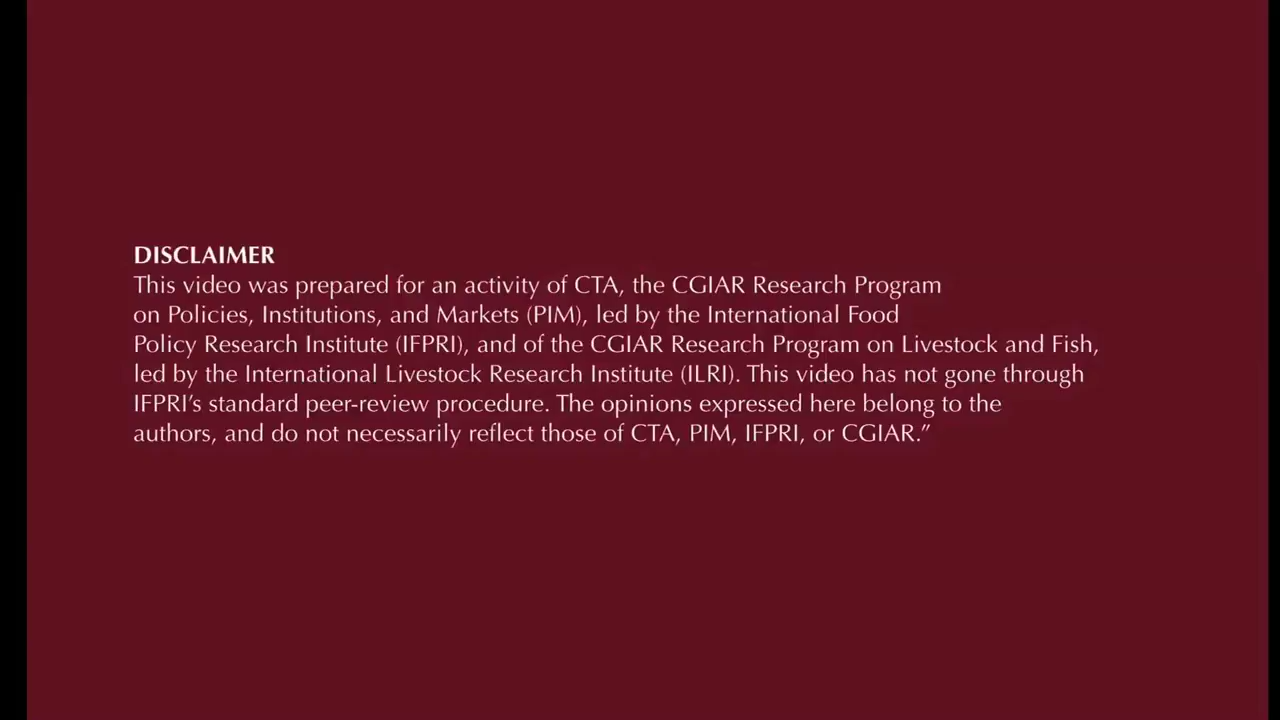 DISCLAIMER
This video was prepared for an activity of CTA, the CGIAR Research Program
on Policies, Institutions, and Markets (PIM), led by the International Food
Policy Research Institute (IFPRI), and of the CGIAR Research Program on Livestock and Fish,
led by the International Livestock Research Institute (ILRI). This video has not gone through
IFPRI’s standard peer-review procedure. The opinions expressed here belong to the
authors, and do not necessarily reflect those of CTA, PIM, IFPRI, or CGIAR.”